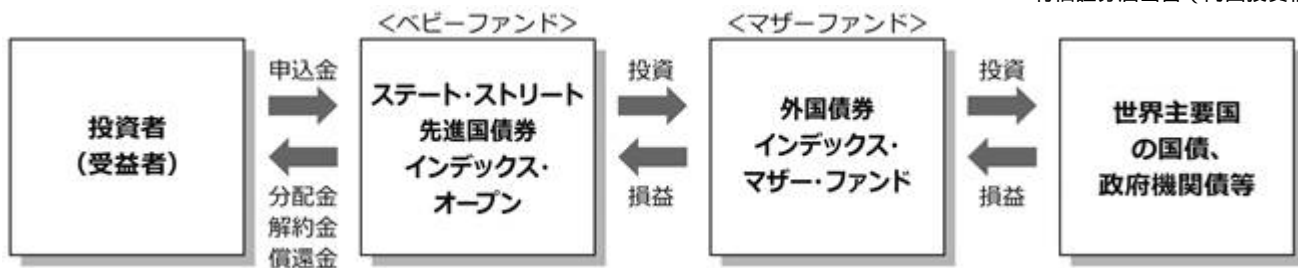 <ベビーファンド>
<マザーファンド>
投資者
(受益者)
申込金
分配金
解約金
償還金
ステート・ストリート
先進国債券
インデックス・
オープン
投資
損益
外国債券
インデックス・
マザー・ファンド
投資
損益
世界主要国
の国債、
政府機関債等